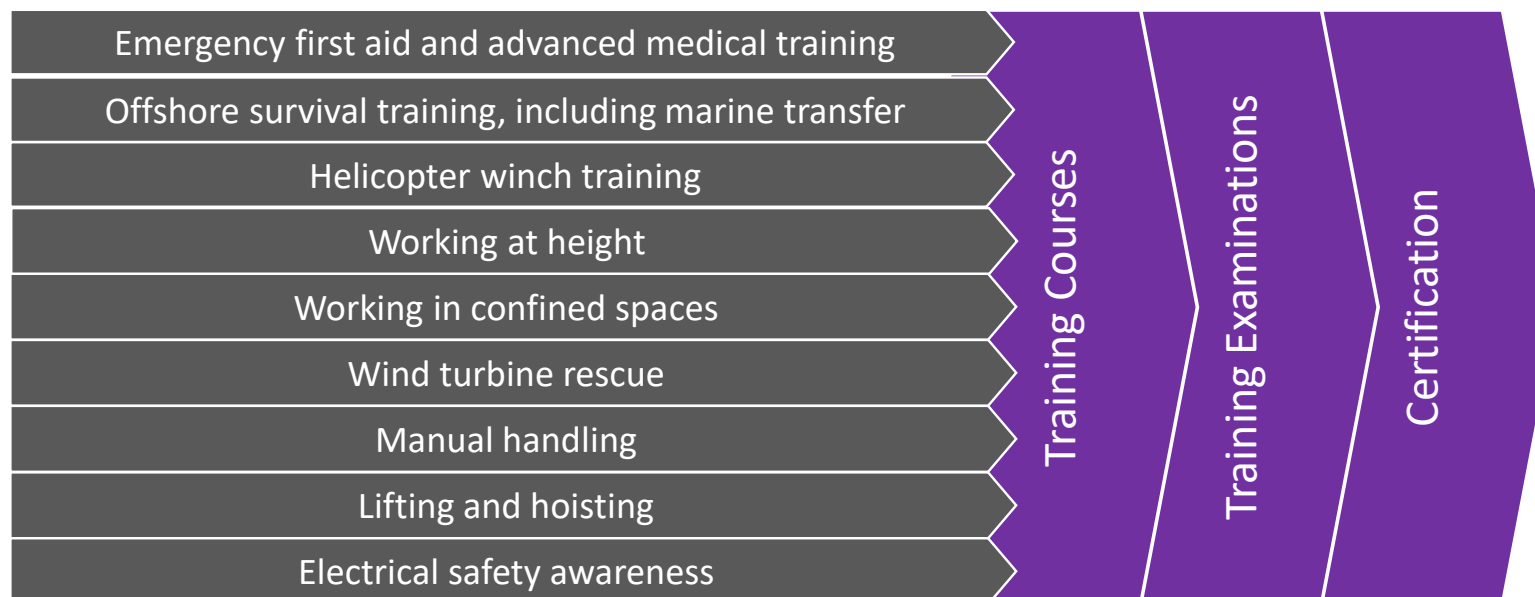 Emergency first aid and advanced medical training
Offshore survival training, including marine transfer
Helicopter winch training
Working at height
Working in confined spaces
Wind turbine rescue
Manual handling
Lifting and hoisting
Electrical safety awareness
Training Courses
Training Examinations
Certification